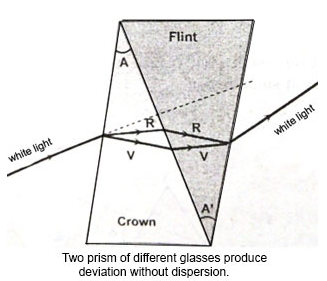 Flint
A
R
R
white light
white light
V
V
A'
Crown
Two prism of different glasses produce
deviation without dispersion.